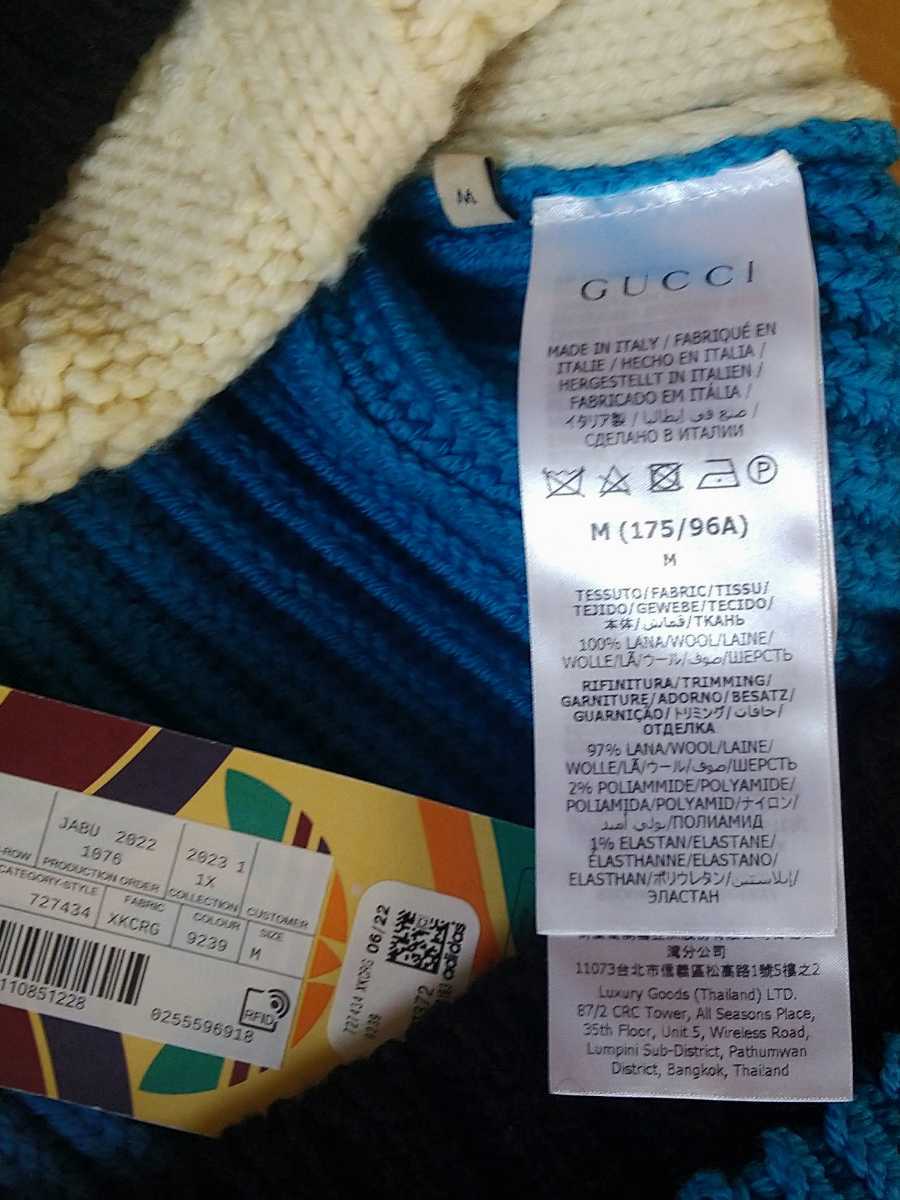 M
GUCCI
MADE IN ITALY / FABRIQUÉ EN
ITALIE / HECHO EN ITALIA /
HERGESTELLT IN ITALIEN /
FABRICADO EM ITÁLIA /
イタリア製 / صنع في إيطاليا /
СДЕЛАНО В ИТАЛИИ
P
M (175/96A)
M
TESSUTO/FABRIC/TISSU/
TEJIDO/GEWEBE/TECIDO/
本体/قماش/ТКАНЬ
100% LANA/WOOL/LAINE/
WOLLE/LÃ/ウール/صوف/ШЕРСТЬ
RIFINITURA/TRIMMING/
GARNITURE/ADORNO/BESATZ/
GUARNIÇÃO/トリミング/حافات/
ОТДЕЛКА
97% LANA/WOOL/LAINE/
WOLLE/LÃ/ウール/صوف/ШЕРСТЬ
2% POLIAMMIDE/POLYAMIDE/
POLIAMIDA/POLYAMID/ナイロン/
بولي أميد/ПОЛИАМИД
1% ELASTAN/ELASTANE/
ÉLASTHANNE/ELASTANO/
ELASTHAN/ポリウレタン/إيلاستين/
ЭЛАСТАН
灣分公司
11073台北市信義區松高路1號5樓之2
Luxury Goods (Thailand) LTD.
87/2 CRC Tower, All Seasons Place,
35th Floor, Unit 5, Wireless Road,
Lumpini Sub-District, Pathumwan
District, Bangkok, Thailand
JABU 2022
1076
2023 1
1X
-ROW PRODUCTION ORDER COLLECTION CUSTOMER
CATEGORY-STYLE FABRIC COLOUR SIZE
727434 XKCRG 9239 M
110851228
0255596918
RFID
727434 XKCRG 06/22
9239
adidas